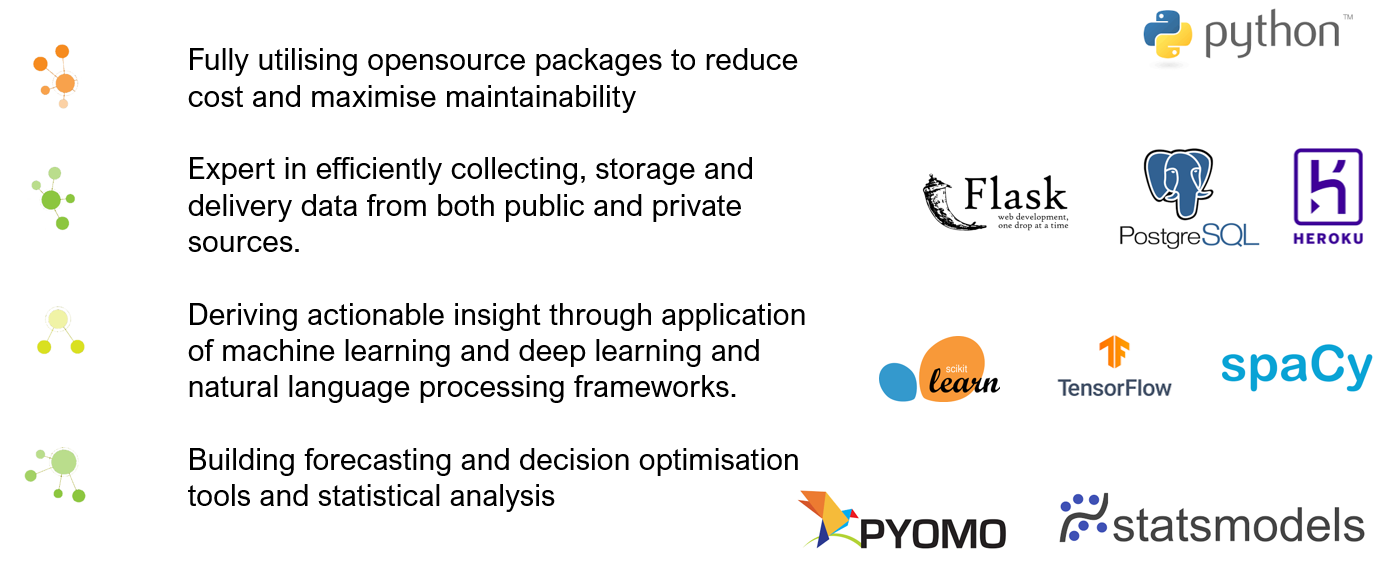 python™
Fully utilising opensource packages to reduce
cost and maximise maintainability
Expert in efficiently collecting, storage and
delivery data from both public and private
sources.
Flask
web development,
one drop at a time
PostgreSQL
HEROKU
Deriving actionable insight through application
of machine learning and deep learning and
natural language processing frameworks.
scikit
learn
TensorFlow
spaCy
Building forecasting and decision optimisation
tools and statistical analysis
PYOMO
statsmodels